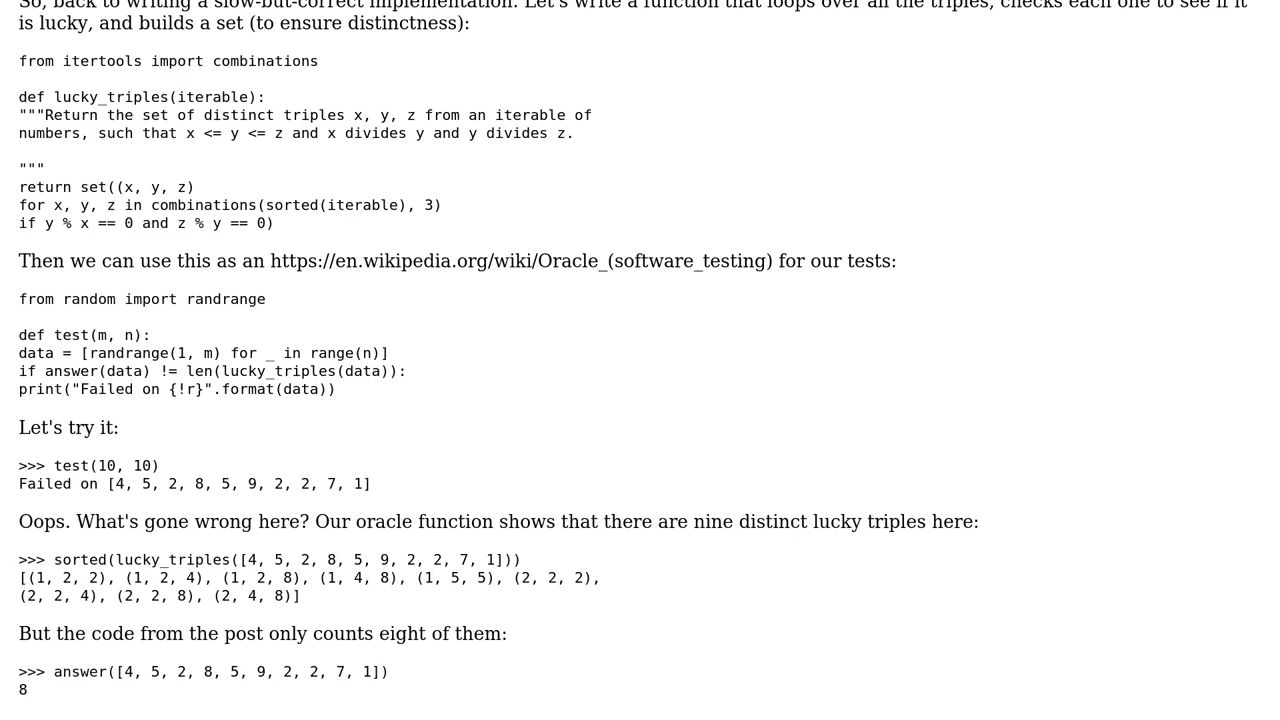 So, back to writing a slow-but-correct implementation. Let's write a function that loops over all the triples, checks each one to see if it
is lucky, and builds a set (to ensure distinctness):
from itertools import combinations
def lucky_triples(iterable):
"""Return the set of distinct triples x, y, z from an iterable of
numbers, such that x <= y <= z and x divides y and y divides z.
"""
return set((x, y, z)
for x, y, z in combinations(sorted(iterable), 3)
if y % x == 0 and z % y == 0)
Then we can use this as an https://en.wikipedia.org/wiki/Oracle_(software_testing) for our tests:
from random import randrange
def test(m, n):
data = [randrange(1, m) for _ in range(n)]
if answer(data) != len(lucky_triples(data)):
print("Failed on {!r}".format(data))
Let's try it:
>>> test(10, 10)
Failed on [4, 5, 2, 8, 5, 9, 2, 2, 7, 1]
Oops. What's gone wrong here? Our oracle function shows that there are nine distinct lucky triples here:
>>> sorted(lucky_triples([4, 5, 2, 8, 5, 9, 2, 2, 7, 1]))
[(1, 2, 2), (1, 2, 4), (1, 2, 8), (1, 4, 8), (1, 5, 5), (2, 2, 2),
(2, 2, 4), (2, 2, 8), (2, 4, 8)]
But the code from the post only counts eight of them:
>>> answer([4, 5, 2, 8, 5, 9, 2, 2, 7, 1])
8